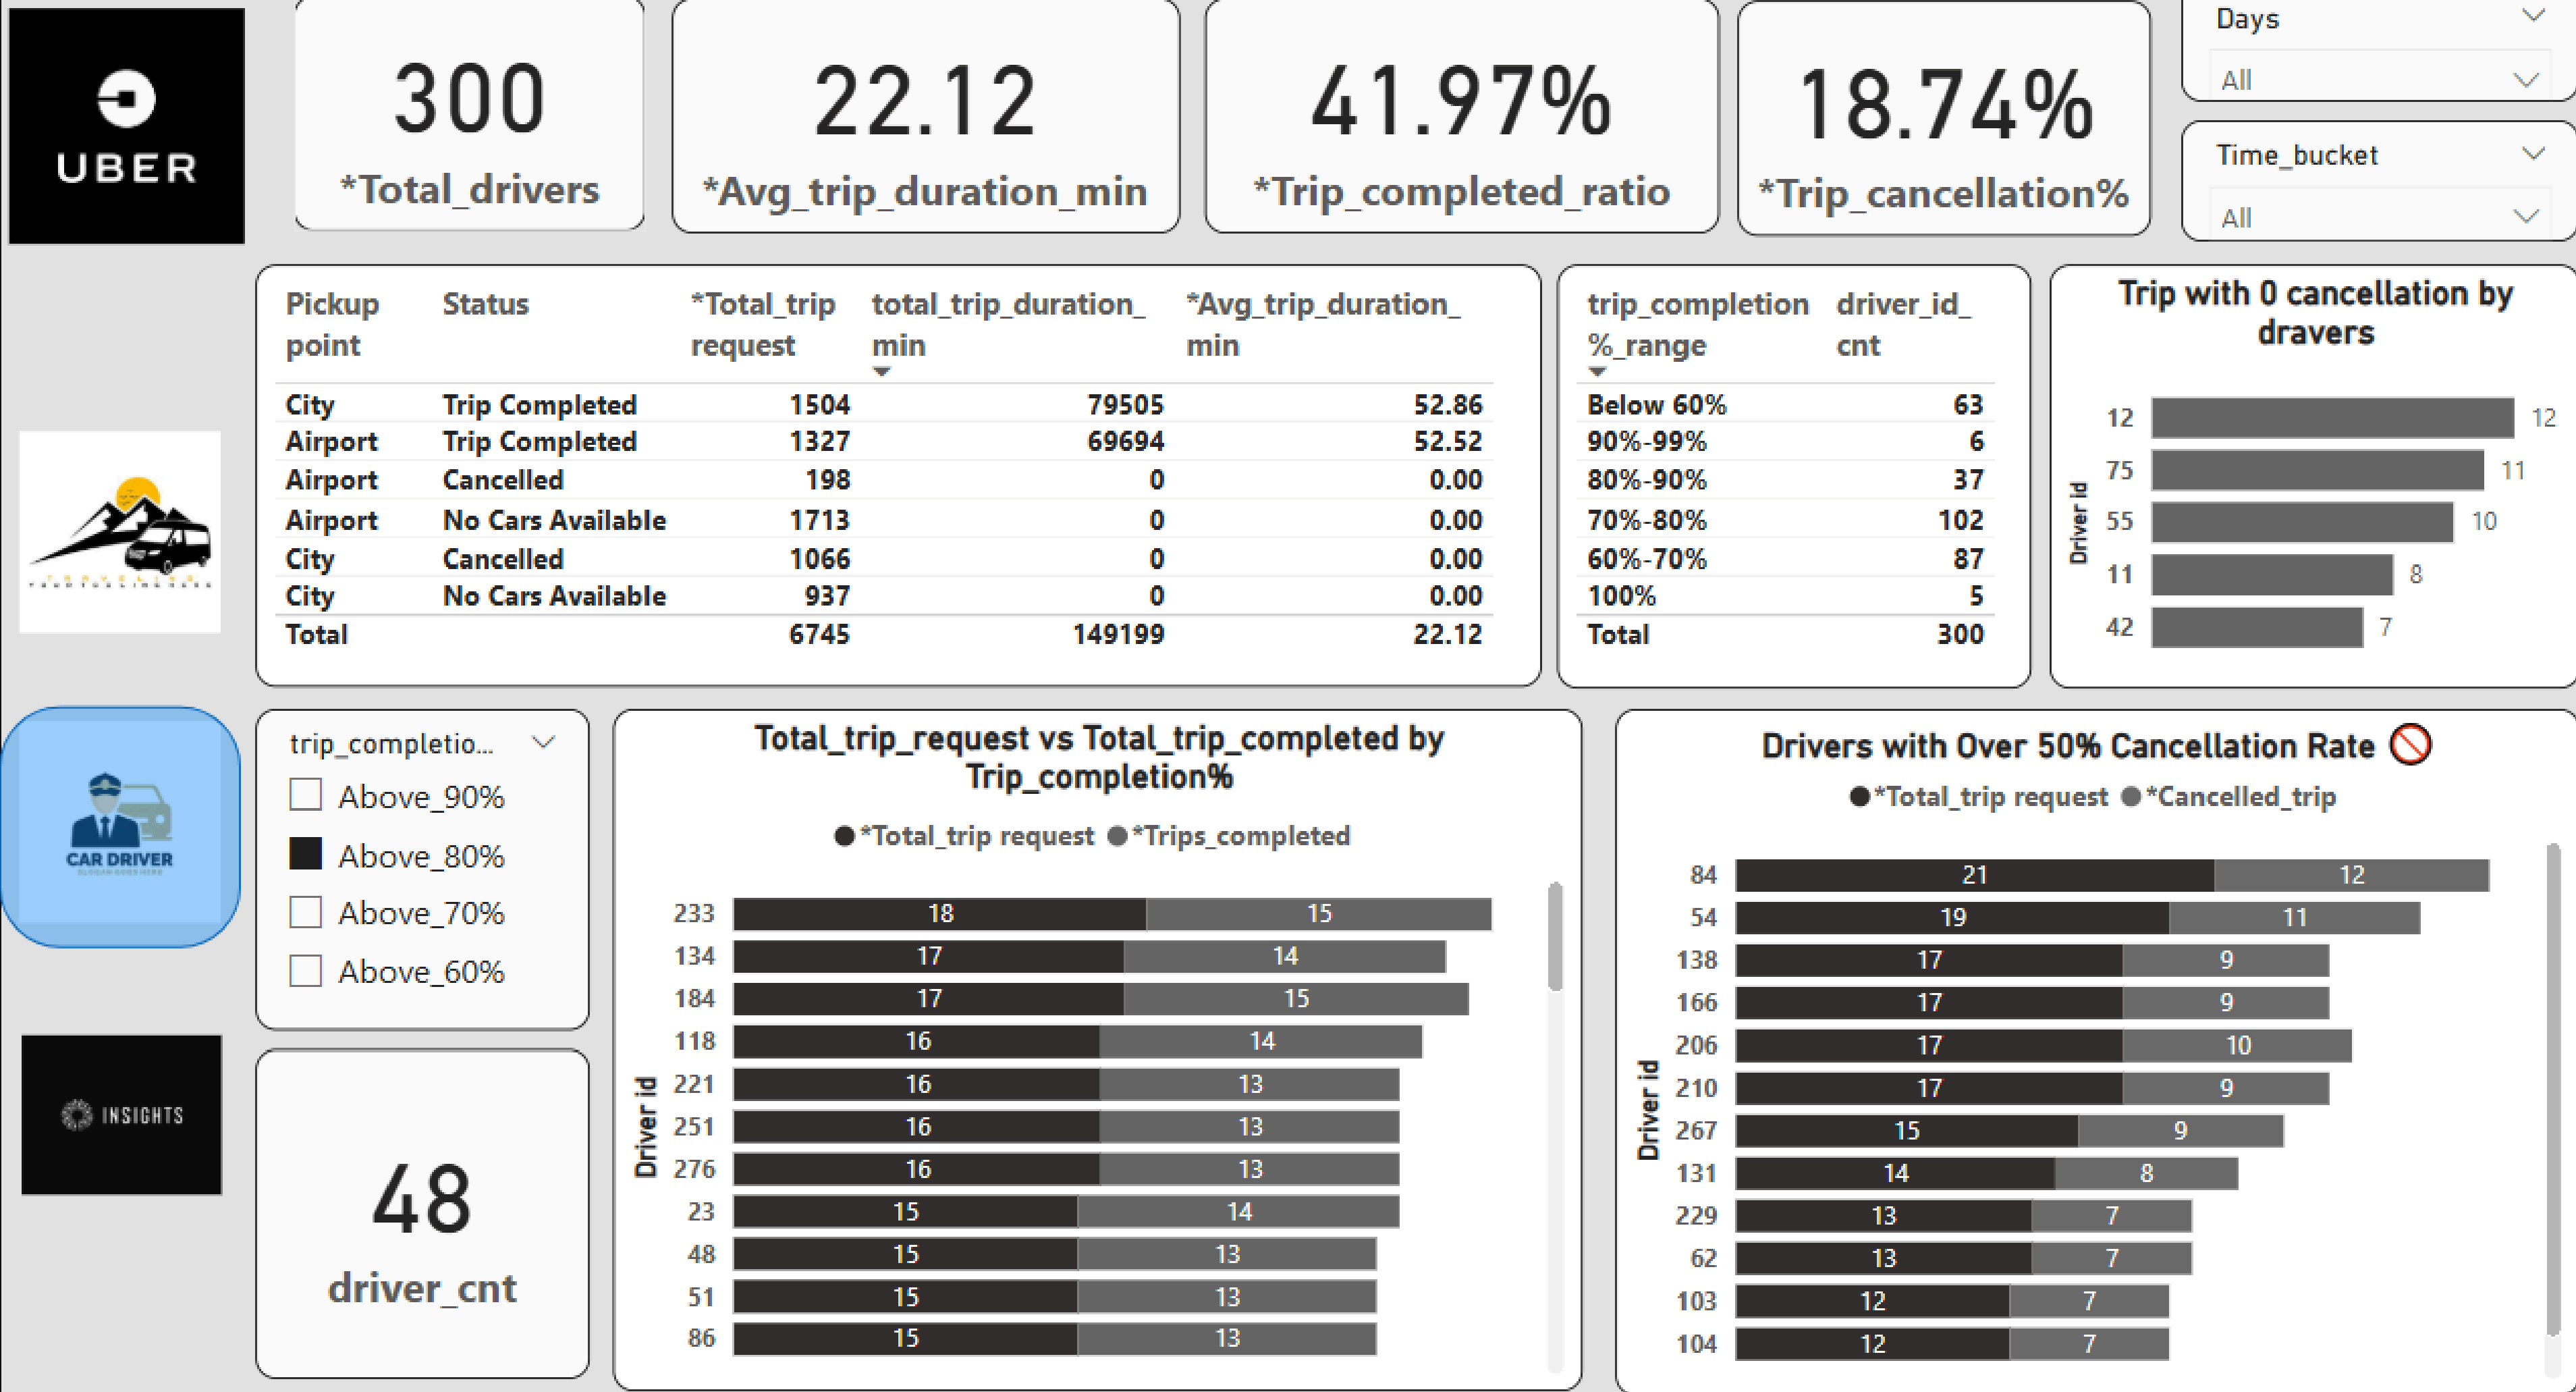 UBER
300
*Total_drivers
22.12
*Avg_trip_duration_min
41.97%
*Trip_completed_ratio
18.74%
*Trip_cancellation%
Days
All
Time_bucket
All
Pickup point Status *Total_trip request total_trip_duration_min *Avg_trip_duration_min
City Trip Completed 1504 79505 52.86
Airport Trip Completed 1327 69694 52.52
Airport Cancelled 198 0 0.00
Airport No Cars Available 1713 0 0.00
City Cancelled 1066 0 0.00
City No Cars Available 937 0 0.00
Total 6745 149199 22.12
trip_completion%_range driver_id_cnt
Below 60% 63
90%-99% 6
80%-90% 37
70%-80% 102
60%-70% 87
100% 5
Total 300
Trip with 0 cancellation by
dravers
Driver id
12 12
75 11
55 10
11 8
42 7
CAR DRIVER
SLOGAN GOES HERE
INSIGHTS
trip_completio...
Above_90%
Above_80%
Above_70%
Above_60%
48
driver_cnt
Total_trip_request vs Total_trip_completed by
Trip_completion%
*Total_trip request *Trips_completed
Driver id
233 18 15
134 17 14
184 17 15
118 16 14
221 16 13
251 16 13
276 16 13
23 15 14
48 15 13
51 15 13
86 15 13
Drivers with Over 50% Cancellation Rate
*Total_trip request *Cancelled_trip
Driver id
84 21 12
54 19 11
138 17 9
166 17 9
206 17 10
210 17 9
267 15 9
131 14 8
229 13 7
62 13 7
103 12 7
104 12 7